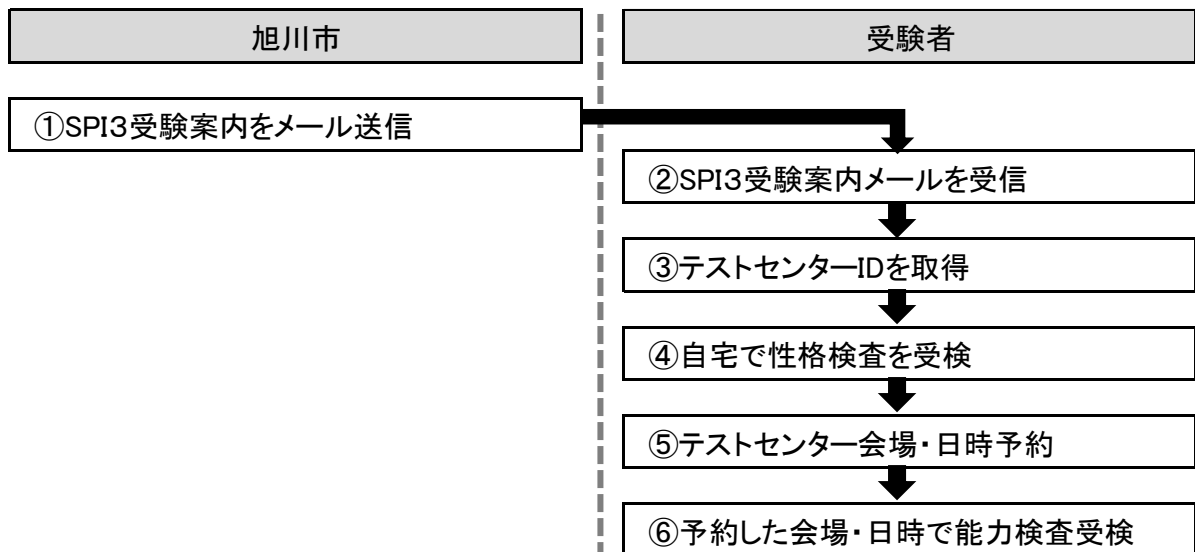 旭川市
受験者
①SPI3受験案内をメール送信
②SPI3受験案内メールを受信
③テストセンターIDを取得
④自宅で性格検査を受検
⑤テストセンター会場・日時予約
⑥予約した会場・日時で能力検査受検